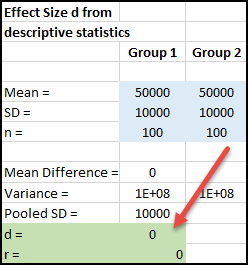 Effect Size d from
descriptive statistics
Group 1 Group 2
Mean = 50000 50000
SD = 10000 10000
n = 100 100
Mean Difference = 0
Variance = 1E+08 1E+08
Pooled SD = 10000
d = 0
r = 0